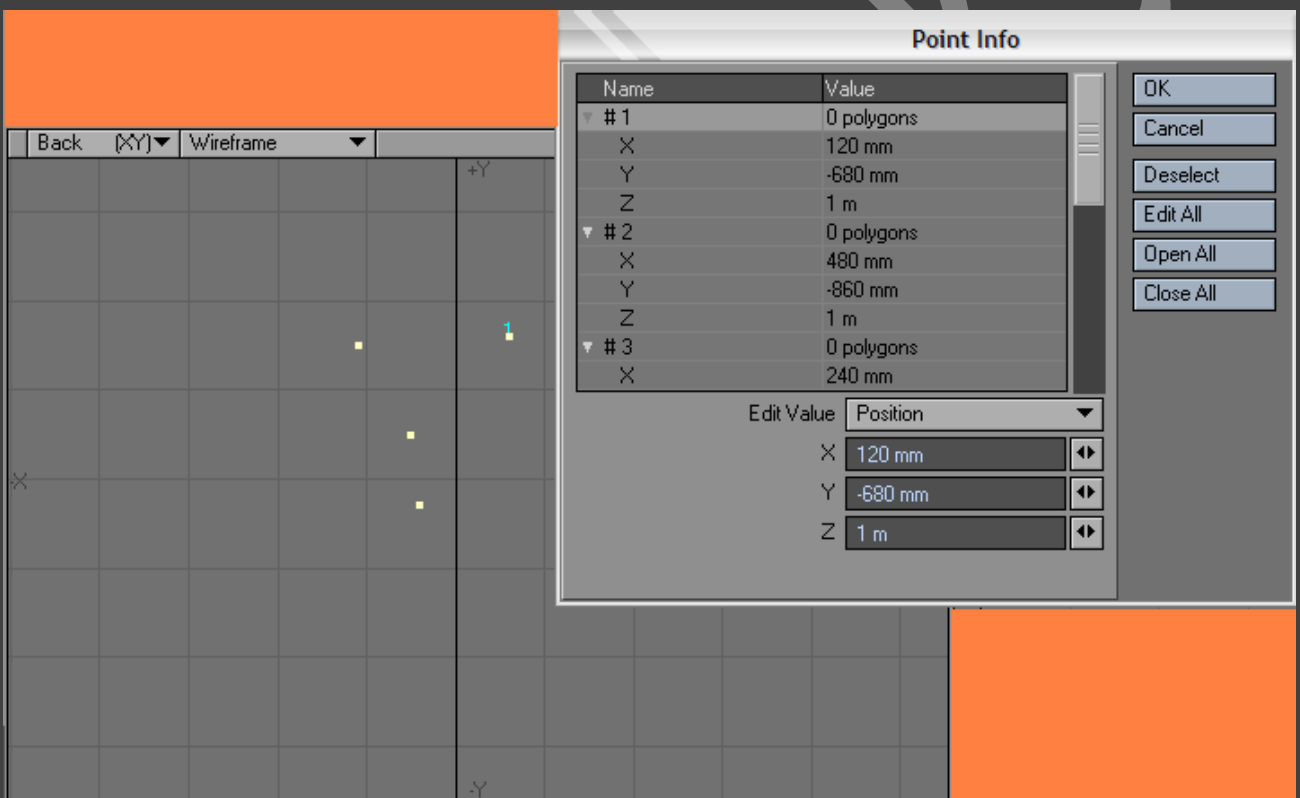 Point Info
Name Value
#1 0 polygons
X 120 mm
Y -680 mm
Z 1 m
#2 0 polygons
X 480 mm
Y -860 mm
Z 1 m
#3 0 polygons
X 240 mm
Edit Value Position
X 120 mm
Y -680 mm
Z 1 m
OK
Cancel
Deselect
Edit All
Open All
Close All
Back (XY) Wireframe
+Y
1
-X
-Y